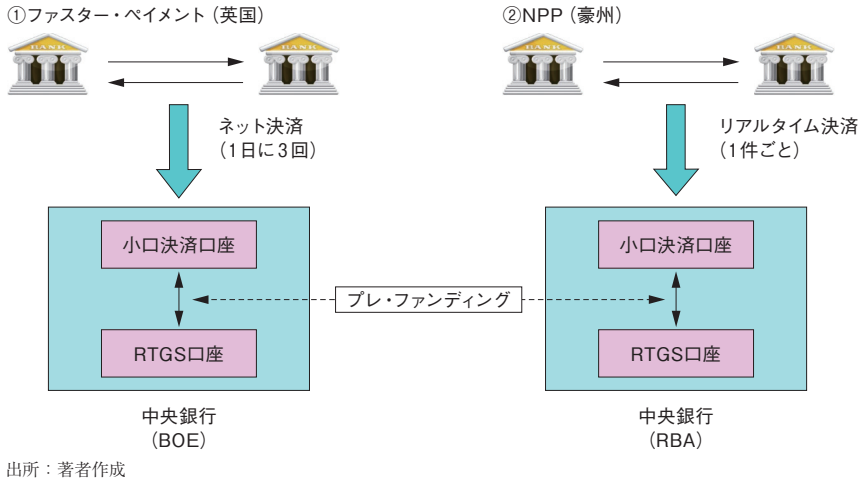 ①ファスター・ペイメント（英国）
BANK
BANK
ネット決済
（1日に3回）
小口決済口座
RTGS口座
中央銀行
（BOE）
プレ・ファンディング
②NPP（豪州）
BANK
BANK
リアルタイム決済
（1件ごと）
小口決済口座
RTGS口座
中央銀行
（RBA）
出所：著者作成